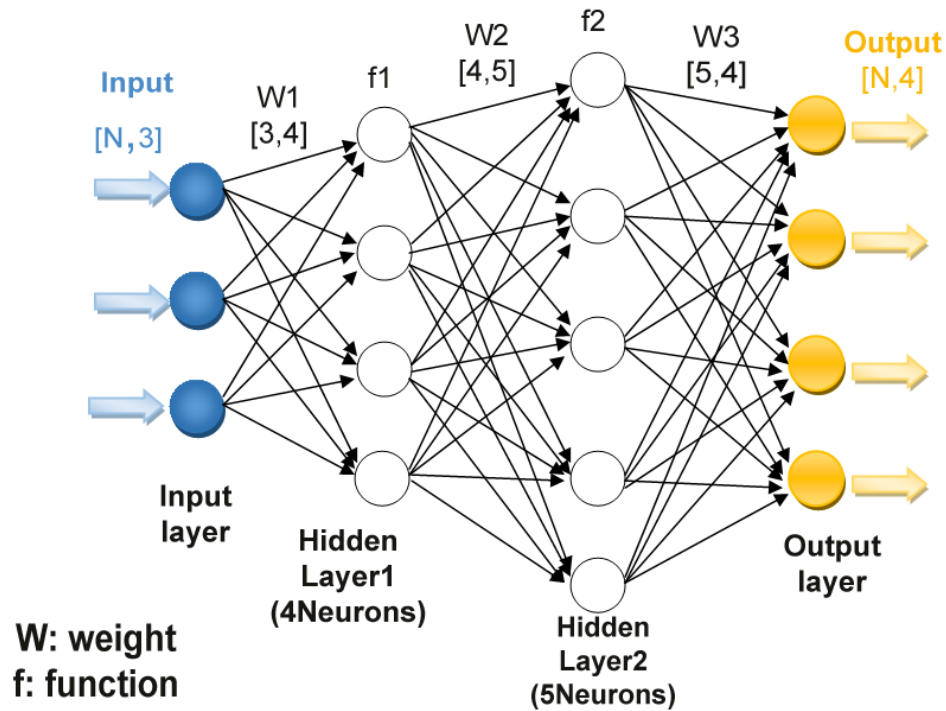 Input
[N,3]
W1
[3,4]
f1
W2
[4,5]
f2
W3
[5,4]
Output
[N,4]
Input
layer
Hidden
Layer1
(4Neurons)
Hidden
Layer2
(5Neurons)
Output
layer
W: weight
f: function